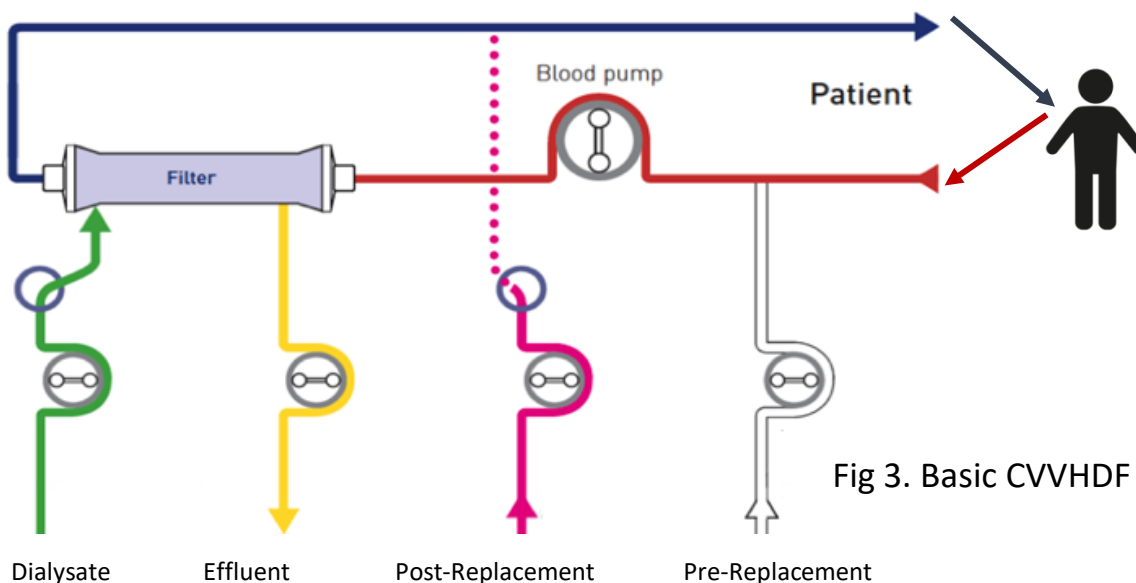 Blood pump
Patient
Filter
Fig 3. Basic CVVHDF
Dialysate Effluent Post-Replacement Pre-Replacement